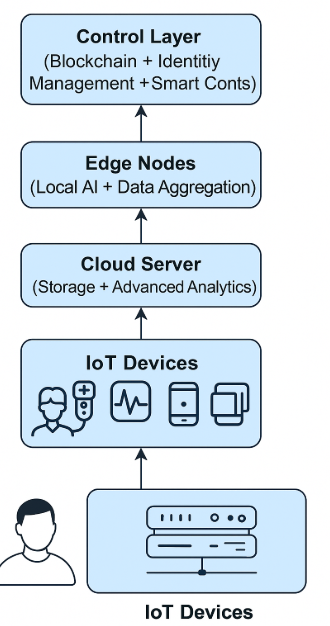 Control Layer
(Blockchain + Identitiy
Management +Smart Conts)
Edge Nodes
(Local AI + Data Aggregation)
Cloud Server
(Storage + Advanced Analytics)
IoT Devices
IoT Devices